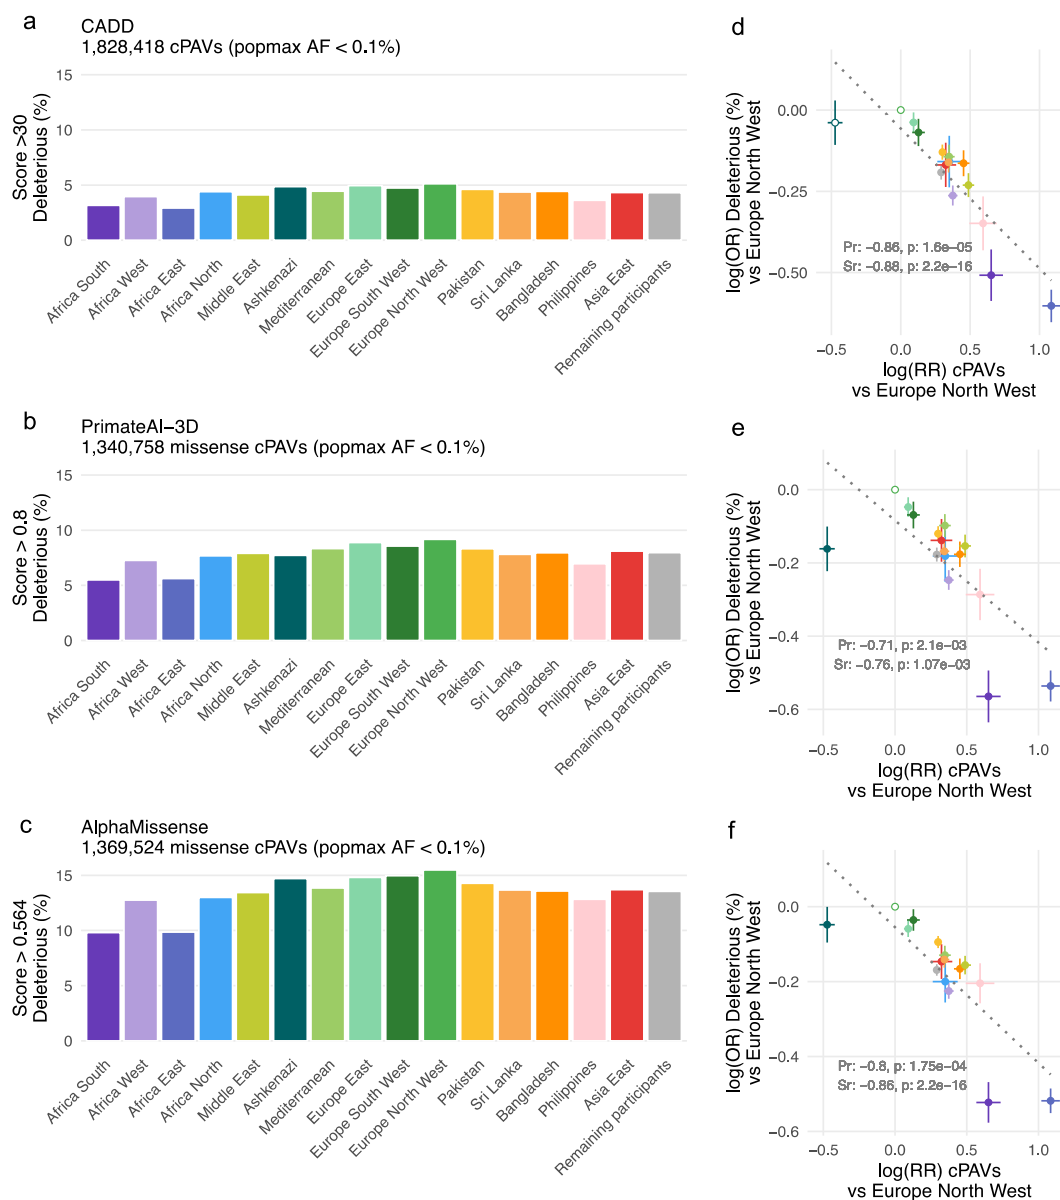 a
CADD
1,828,418 cPAVs (popmax AF < 0.1%)
Score >30
Deleterious (%)
15
10
5
0
Africa South
Africa West
Africa East
Africa North
Middle East
Ashkenazi
Mediterranean
Europe East
Europe South West
Europe North West
Pakistan
Sri Lanka
Bangladesh
Philippines
Asia East
Remaining participants
d
log(OR) Deleterious (%)
vs Europe North West
0.00
−0.25
−0.50
Pr: −0.86, p: 1.6e−05
Sr: −0.88, p: 2.2e−16
−0.5
0.0
0.5
1.0
log(RR) cPAVs
vs Europe North West
b
PrimateAI−3D
1,340,758 missense cPAVs (popmax AF < 0.1%)
Score > 0.8
Deleterious (%)
15
10
5
0
Africa South
Africa West
Africa East
Africa North
Middle East
Ashkenazi
Mediterranean
Europe East
Europe South West
Europe North West
Pakistan
Sri Lanka
Bangladesh
Philippines
Asia East
Remaining participants
e
log(OR) Deleterious (%)
vs Europe North West
0.0
−0.2
−0.4
−0.6
Pr: −0.71, p: 2.1e−03
Sr: −0.76, p: 1.07e−03
−0.5
0.0
0.5
1.0
log(RR) cPAVs
vs Europe North West
c
AlphaMissense
1,369,524 missense cPAVs (popmax AF < 0.1%)
Score > 0.564
Deleterious (%)
15
10
5
0
Africa South
Africa West
Africa East
Africa North
Middle East
Ashkenazi
Mediterranean
Europe East
Europe South West
Europe North West
Pakistan
Sri Lanka
Bangladesh
Philippines
Asia East
Remaining participants
f
log(OR) Deleterious (%)
vs Europe North West
0.0
−0.2
−0.4
−0.6
Pr: −0.8, p: 1.75e−04
Sr: −0.86, p: 2.2e−16
−0.5
0.0
0.5
1.0
log(RR) cPAVs
vs Europe North West